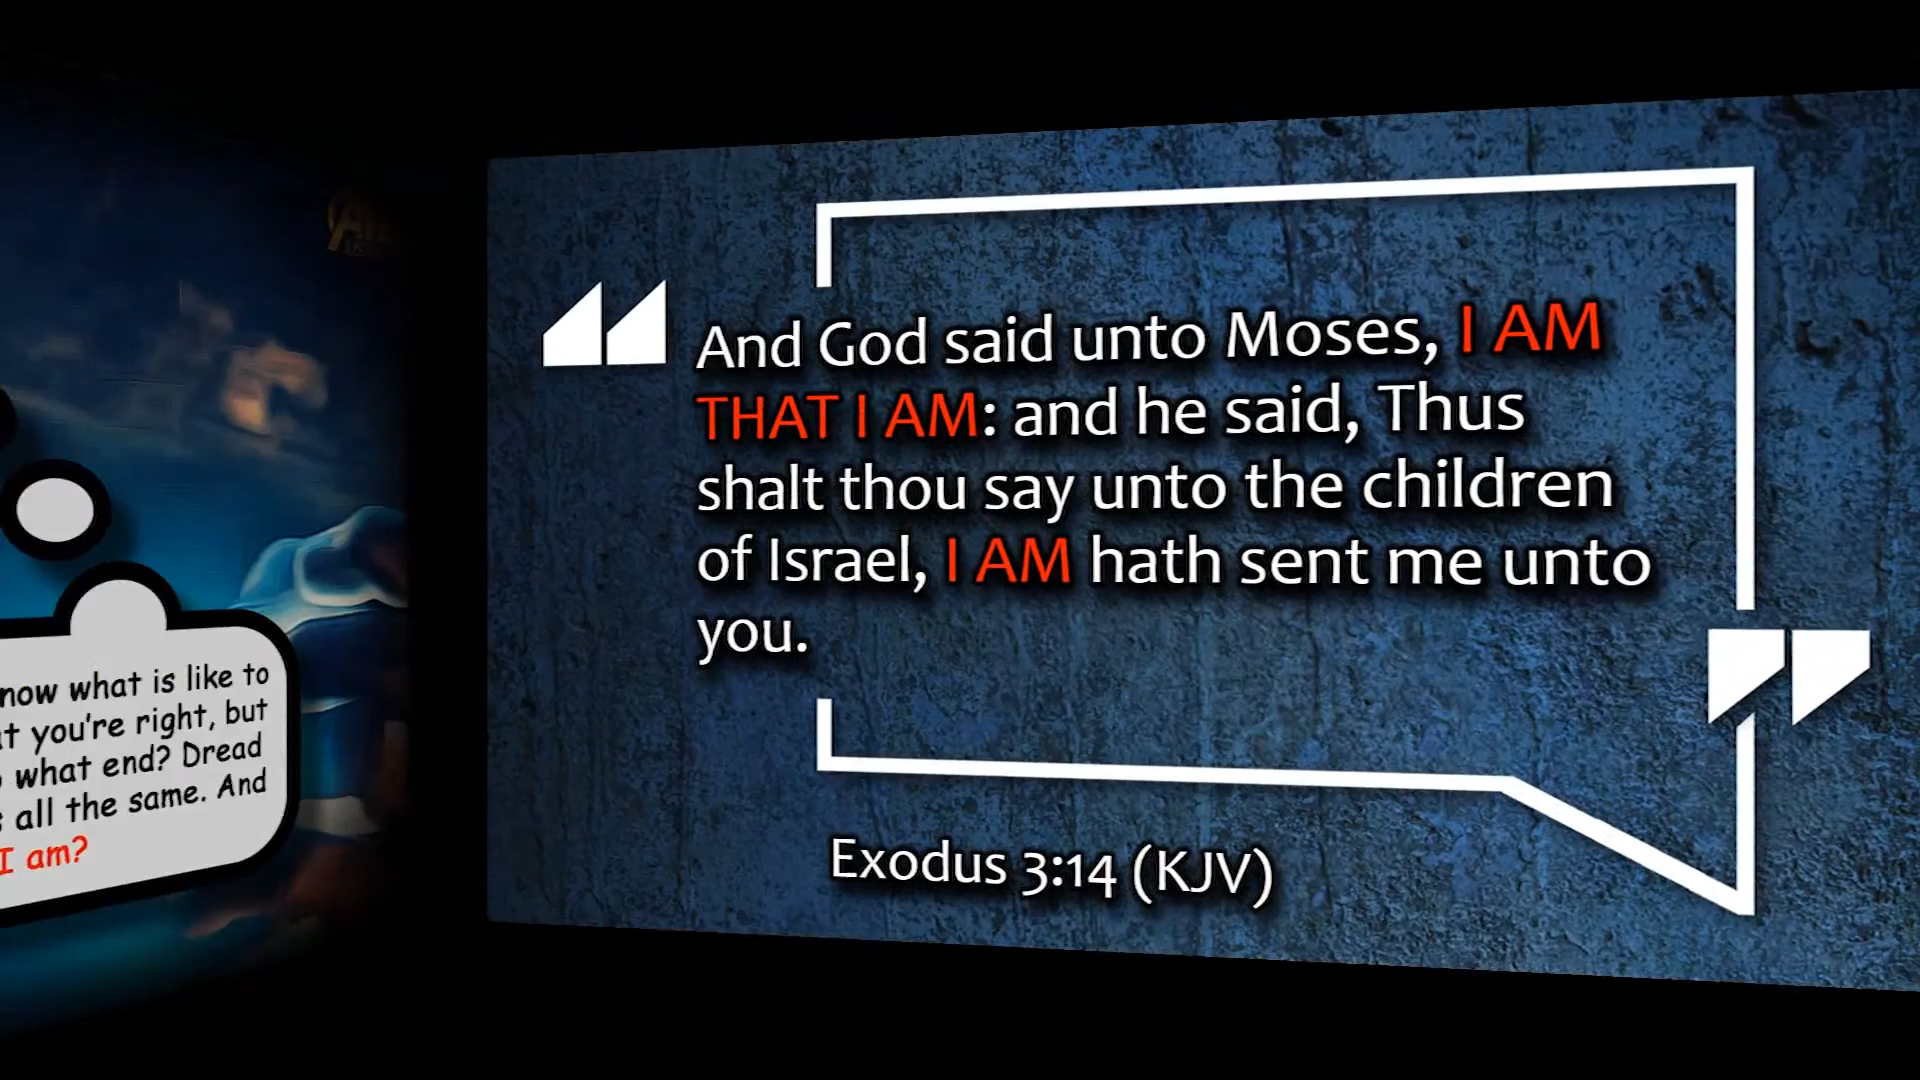 now what is like to
you're right, but
what end? Dread
all the same. And
I am?
And God said unto Moses, I AM
THAT I AM: and he said, Thus
shalt thou say unto the children
of Israel, I AM hath sent me unto
you.
Exodus 3:14 (KJV)